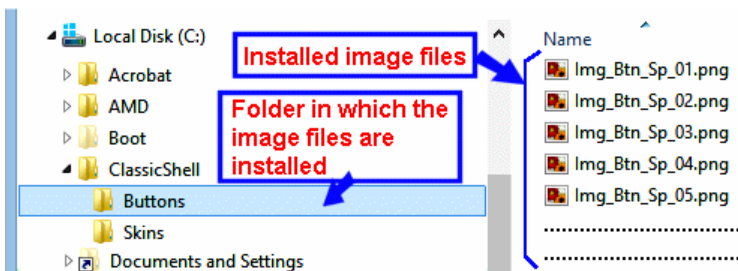 Local Disk (C:)
Acrobat
AMD
Boot
ClassicShell
Buttons
Skins
Documents and Settings
Installed image files
Folder in which the
image files are
installed
Name
Img_Btn_Sp_01.png
Img_Btn_Sp_02.png
Img_Btn_Sp_03.png
Img_Btn_Sp_04.png
Img_Btn_Sp_05.png